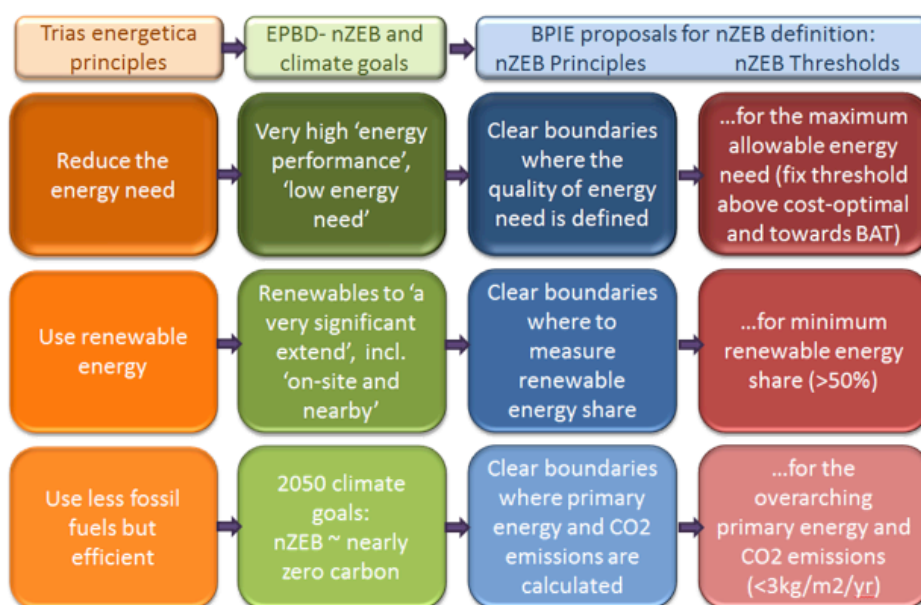 Trias energetica
principles
EPBD- nZEB and
climate goals
BPIE proposals for nZEB definition:
nZEB Principles
nZEB Thresholds
Reduce the
energy need
Very high ‘energy
performance’,
‘low energy
need’
Clear boundaries
where the
quality of energy
need is defined
...for the maximum
allowable energy
need (fix threshold
above cost-optimal
and towards BAT)
Use renewable
energy
Renewables to ‘a
very significant
extend’, incl.
‘on-site and
nearby’
Clear boundaries
where to
measure
renewable
energy share
...for minimum
renewable energy
share (>50%)
Use less fossil
fuels but
efficient
2050 climate
goals:
nZEB ~ nearly
zero carbon
Clear boundaries
where primary
energy and CO2
emissions are
calculated
...for the
overarching
primary energy and
CO2 emissions
(<3kg/m2/yr)